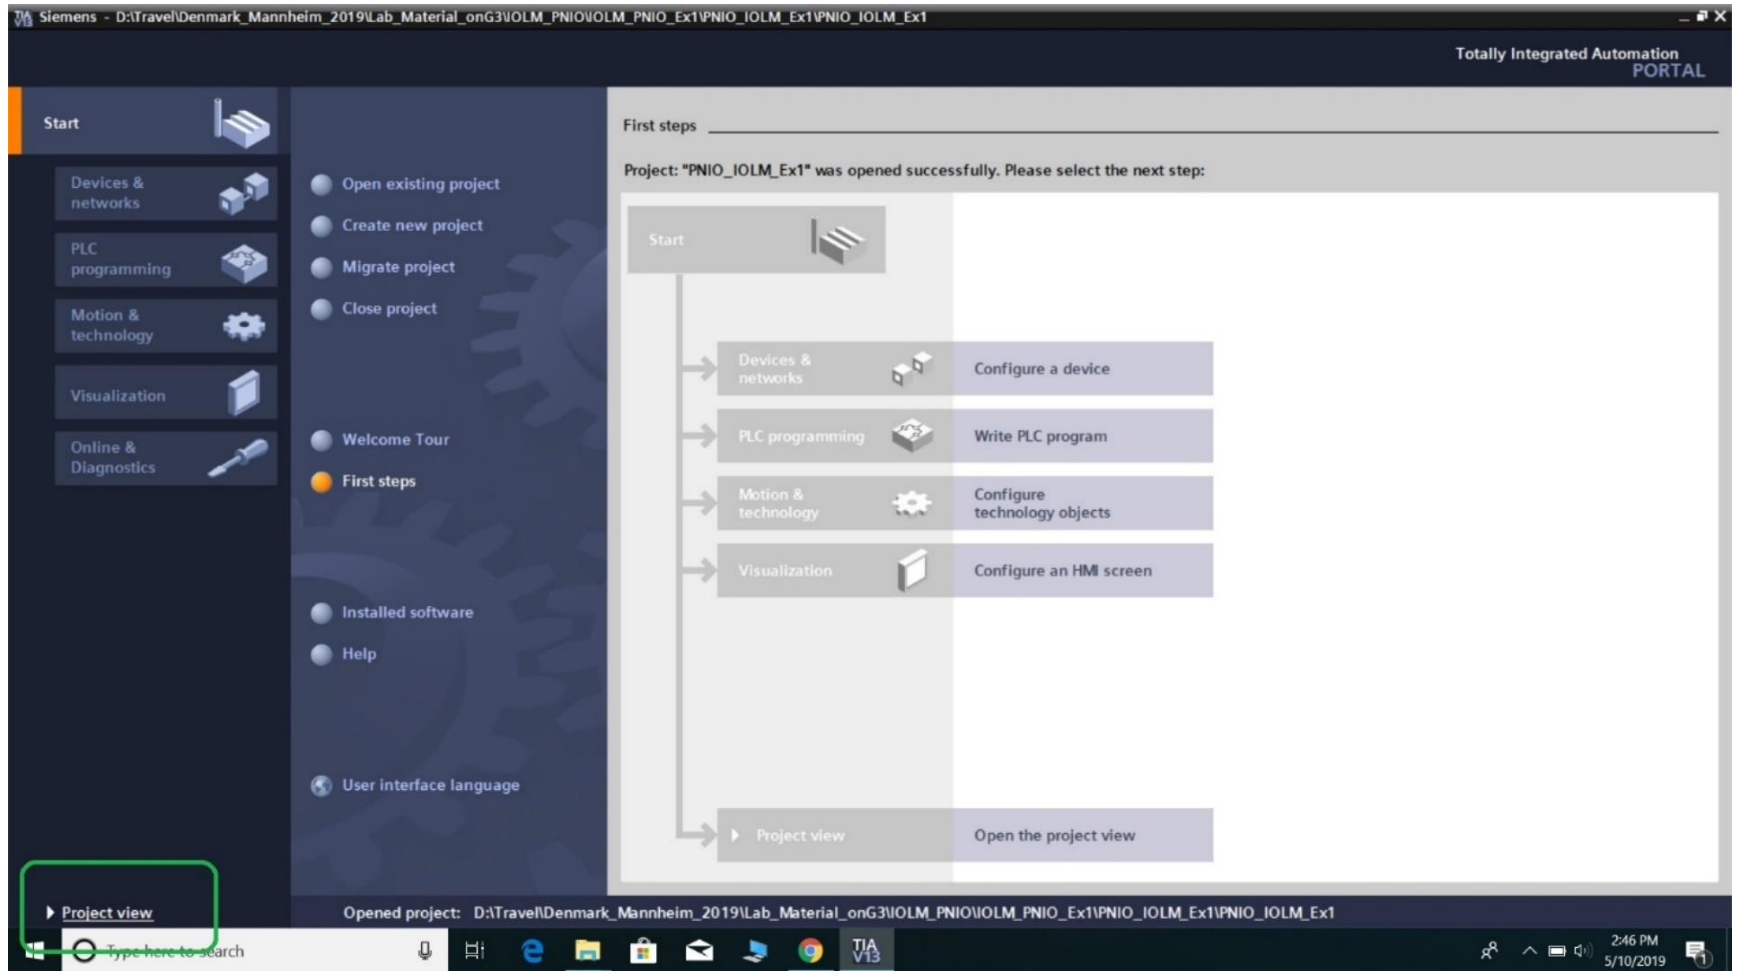 Siemens - D:\Travel\Denmark_Mannheim_2019\Lab_Material_onG3\IOLM_PNIO\IOLM_PNIO_Ex1\PNIO_IOLM_Ex1\PNIO_IOLM_Ex1
Totally Integrated Automation
PORTAL
Start
Devices &
networks
PLC
programming
Motion &
technology
Visualization
Online &
Diagnostics
Open existing project
Create new project
Migrate project
Close project
Welcome Tour
First steps
Installed software
Help
User interface language
First steps
Project: "PNIO_IOLM_Ex1" was opened successfully. Please select the next step:
Start
Devices &
networks
Configure a device
PLC programming
Write PLC program
Motion &
technology
Configure
technology objects
Visualization
Configure an HMI screen
Project view
Open the project view
Project view
Opened project: D:\Travel\Denmark_Mannheim_2019\Lab_Material_onG3\IOLM_PNIO\IOLM_PNIO_Ex1\PNIO_IOLM_Ex1\PNIO_IOLM_Ex1
Type here to search
TIA
V13
2:46 PM
5/10/2019
1